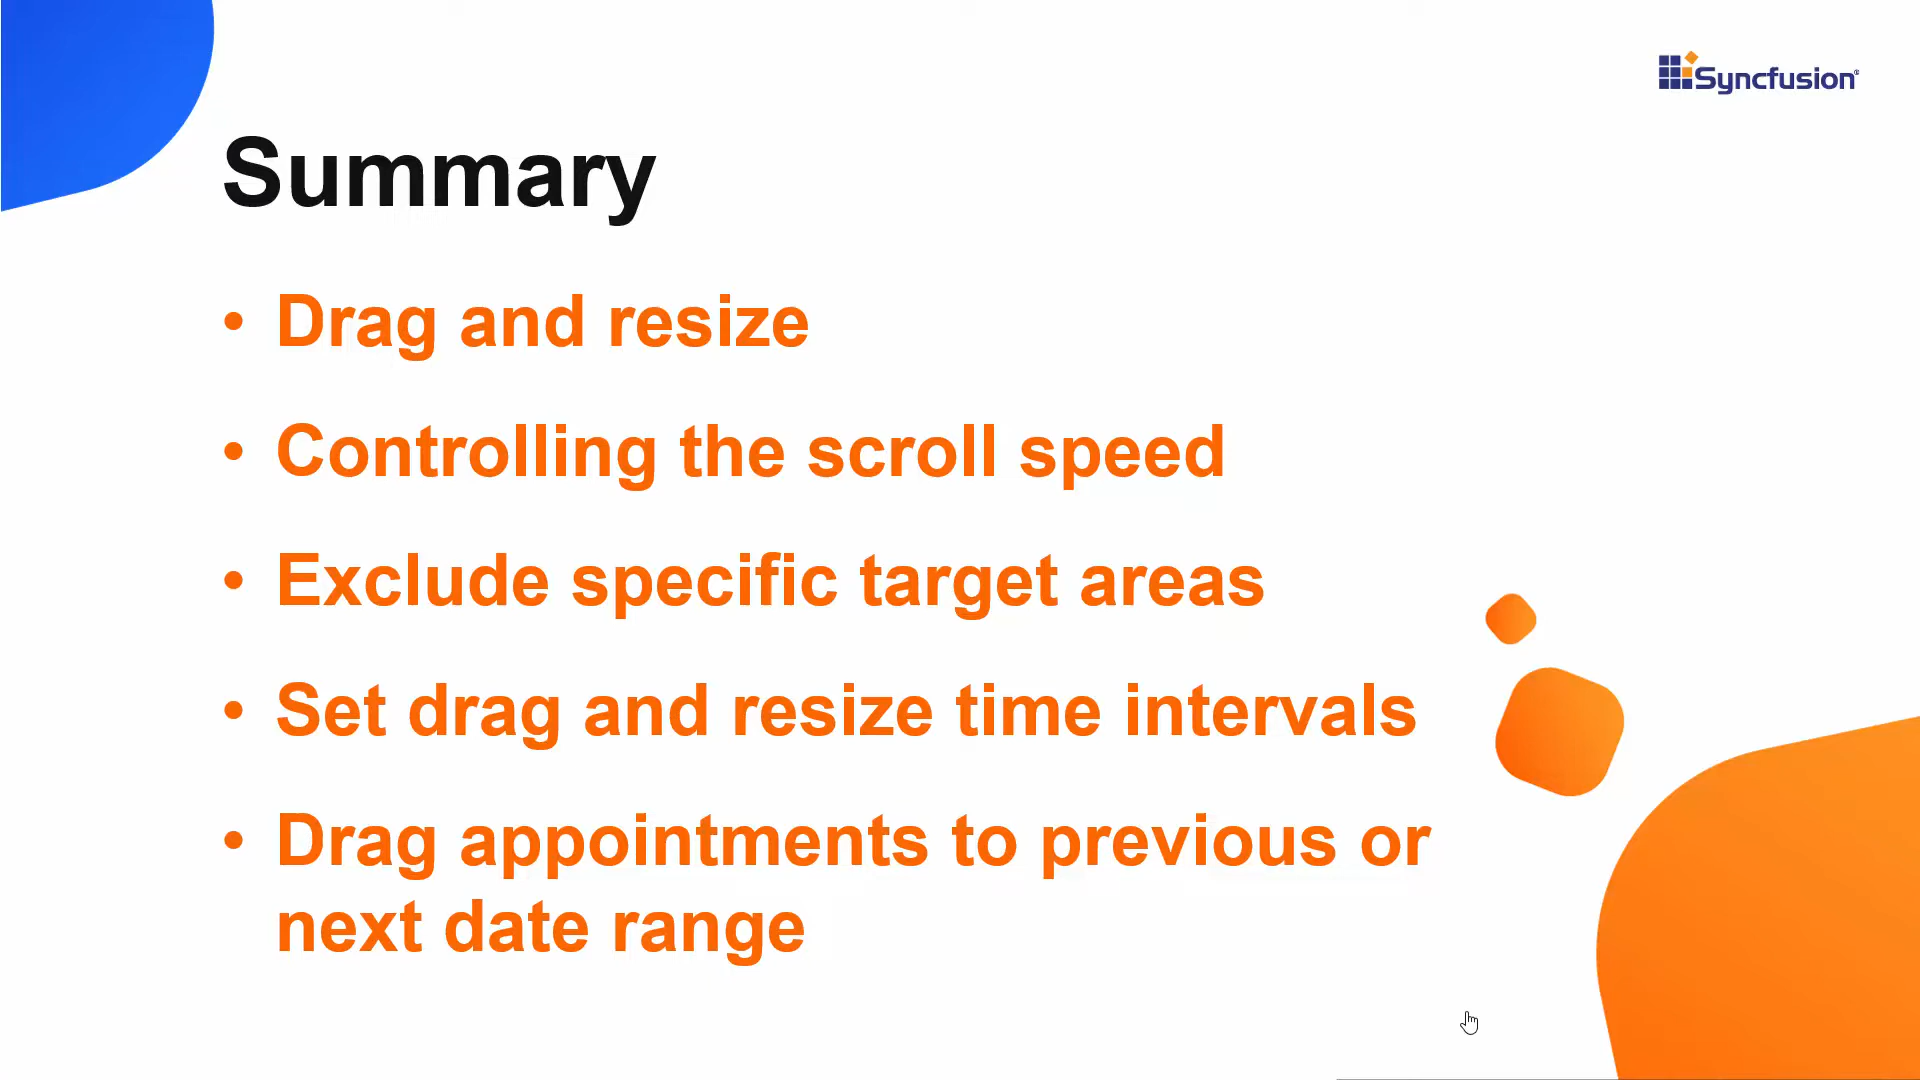 Syncfusion®
Summary
• Drag and resize
• Controlling the scroll speed
• Exclude specific target areas
• Set drag and resize time intervals
• Drag appointments to previous or
next date range